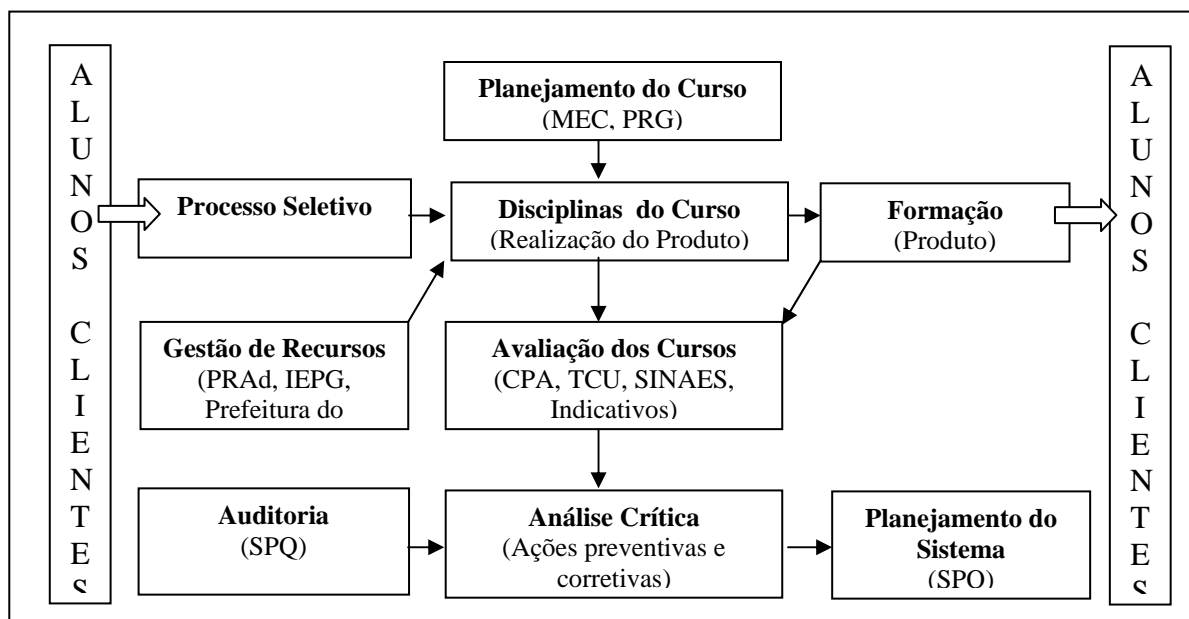 ALUNOS CLIENTES
Planejamento do Curso
(MEC, PRG)
Processo Seletivo
Disciplinas do Curso
(Realização do Produto)
Formação
(Produto)
Gestão de Recursos
(PRAd, IEPG,
Prefeitura do
Avaliação dos Cursos
(CPA, TCU, SINAES,
Indicativos)
Auditoria
(SPQ)
Análise Crítica
(Ações preventivas e
corretivas)
Planejamento do
Sistema
(SPO)
ALUNOS CLIENTES